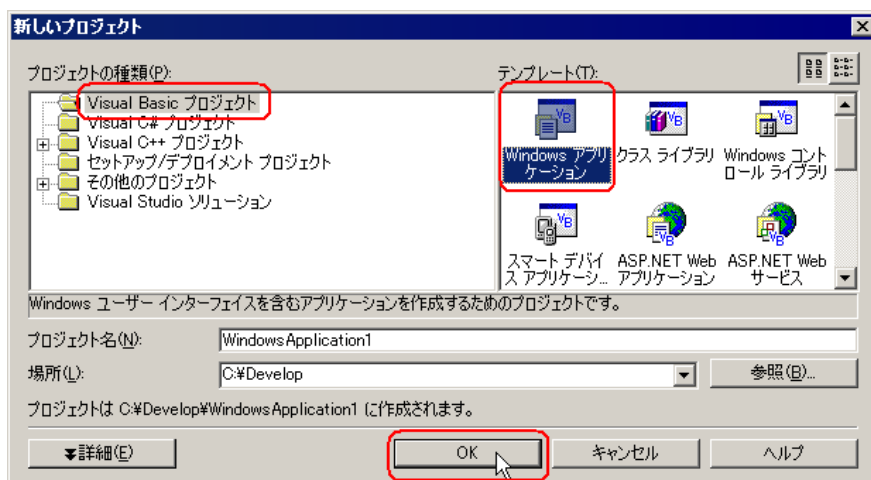 新しいプロジェクト
プロジェクトの種類(P):
Visual Basic プロジェクト
Visual C# プロジェクト
Visual C++ プロジェクト
セットアップ/デプロイメント プロジェクト
その他のプロジェクト
Visual Studio ソリューション
テンプレート(T):
Windows アプリ
ケーション
クラス ライブラリ
Windows コント
ロール ライブラリ
スマート デバイ
ス アプリケーシ...
ASP.NET Web
アプリケーション
ASP.NET Web
サービス
Windows ユーザー インターフェイスを含むアプリケーションを作成するためのプロジェクトです。
プロジェクト名(N):
WindowsApplication1
場所(L):
C:¥Develop
参照(B)...
プロジェクトは C:¥Develop¥WindowsApplication1 に作成されます。
詳細(E)
OK
キャンセル
ヘルプ